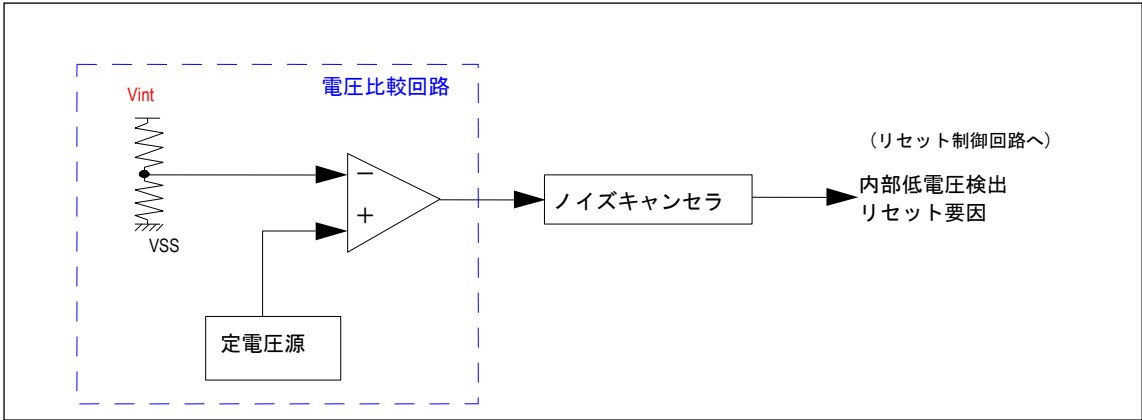 電圧比較回路
Vint
VSS
−
+
定電圧源
ノイズキャンセラ
(リセット制御回路へ)
内部低電圧検出
リセット要因